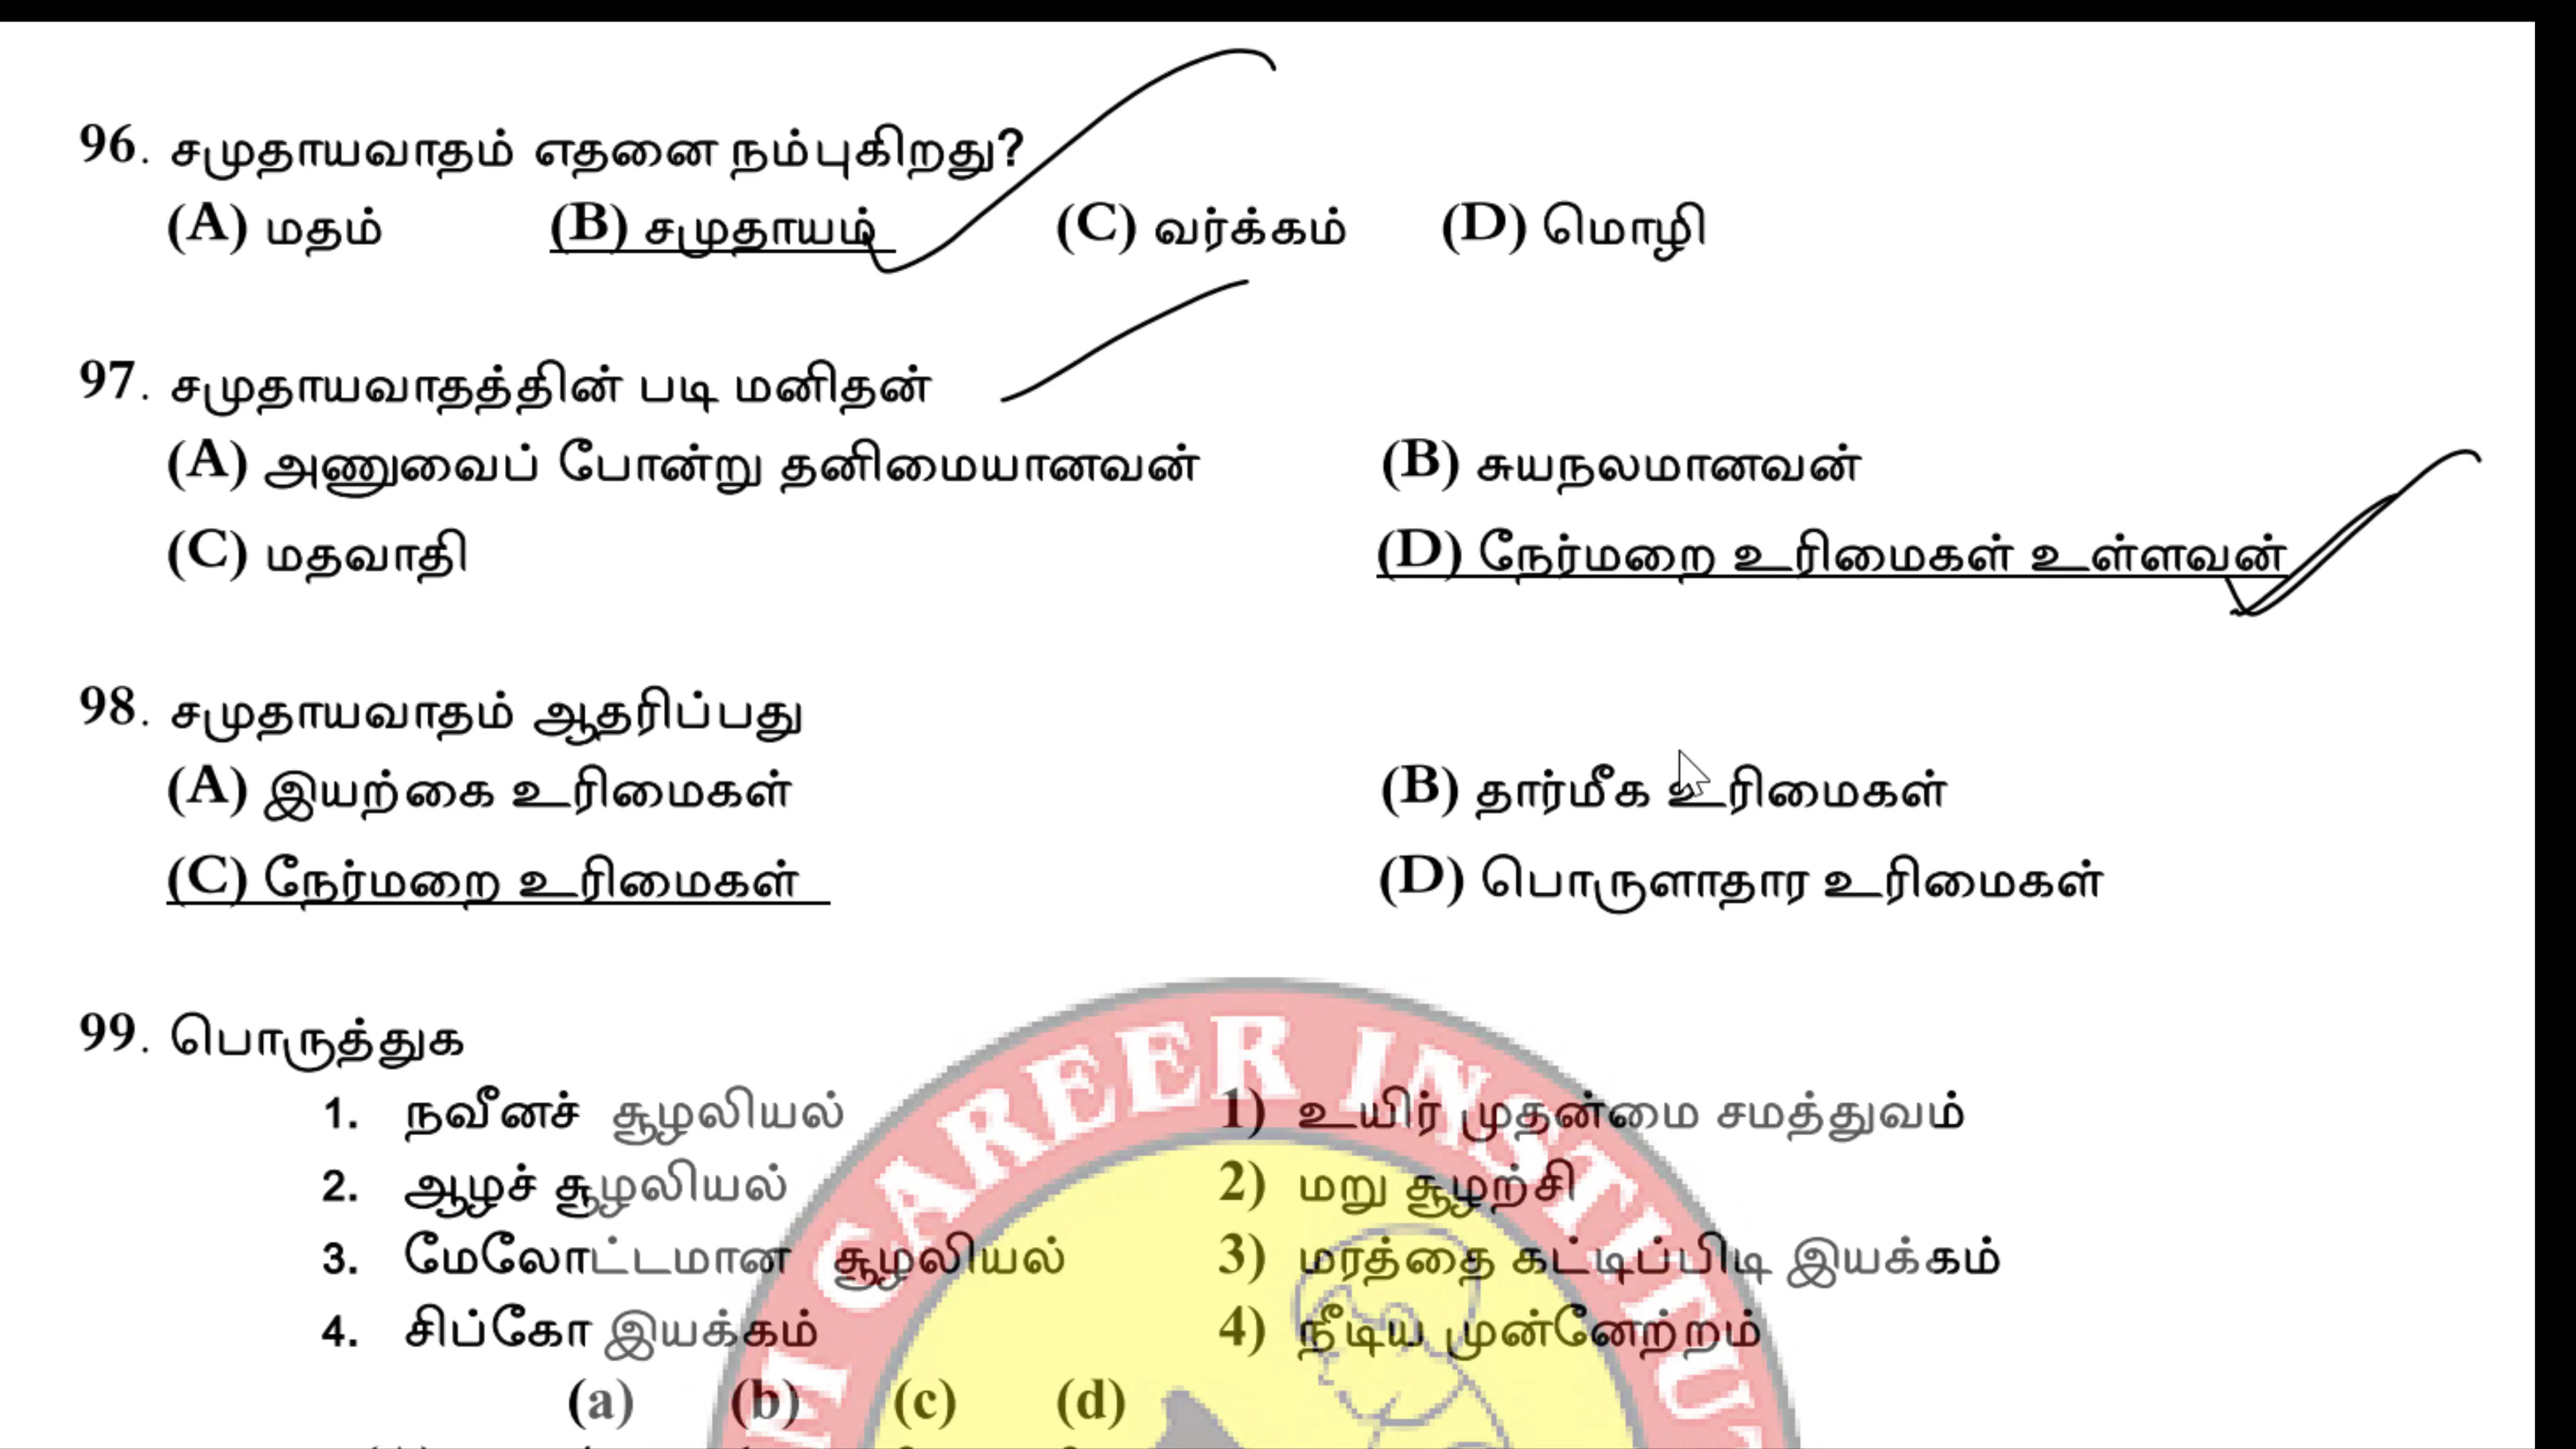 96. சமுதாயவாதம் எதனை நம்புகிறது?
(A) மதம் (B) சமுதாயம் (C) வர்க்கம் (D) மொழி
97. சமுதாயவாதத்தின் படி மனிதன்
(A) அணுவைப் போன்று தனிமையானவன் (B) சுயநலமானவன்
(C) மதவாதி (D) நேர்மறை உரிமைகள் உள்ளவன்
98. சமுதாயவாதம் ஆதரிப்பது
(A) இயற்கை உரிமைகள் (B) தார்மீக உரிமைகள்
(C) நேர்மறை உரிமைகள் (D) பொருளாதார உரிமைகள்
99. பொருத்துக
1. நவீனச் சூழலியல் 1) உயிர் முதன்மை சமத்துவம்
2. ஆழச் சூழலியல் 2) மறு சூழற்சி
3. மேலோட்டமான சூழலியல் 3) மரத்தை கட்டிப்பிடி இயக்கம்
4. சிப்கோ இயக்கம் 4) நீடிய முன்னேற்றம்
(a) (b) (c) (d)
CAREER